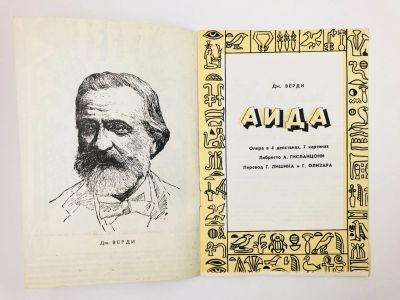 Дж. ВЕРДИ
Дж. ВЕРДИ
АИДА
Опера в 4 действиях, 7 картинах
Либретто А. ГИСЛАНЦОНИ
Перевод Г. ЛИШИНА и Г. ОЛИЗАРА